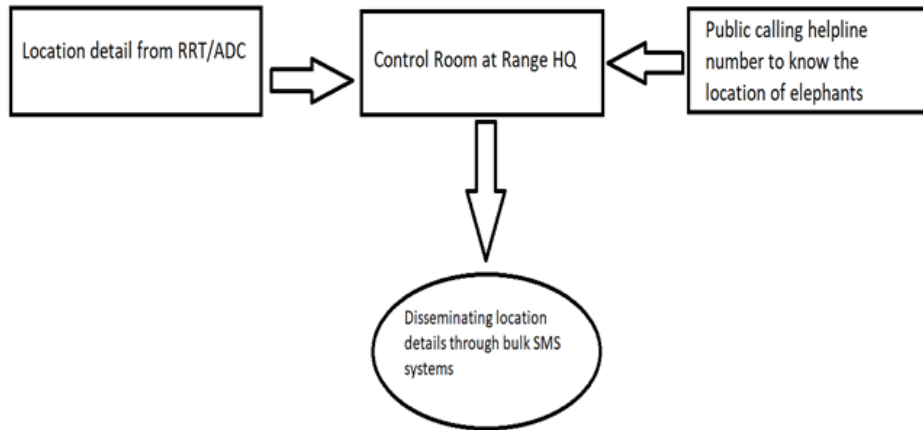 Location detail from RRT/ADC
Control Room at Range HQ
Public calling helpline
number to know the
location of elephants
Disseminating location
details through bulk SMS
systems